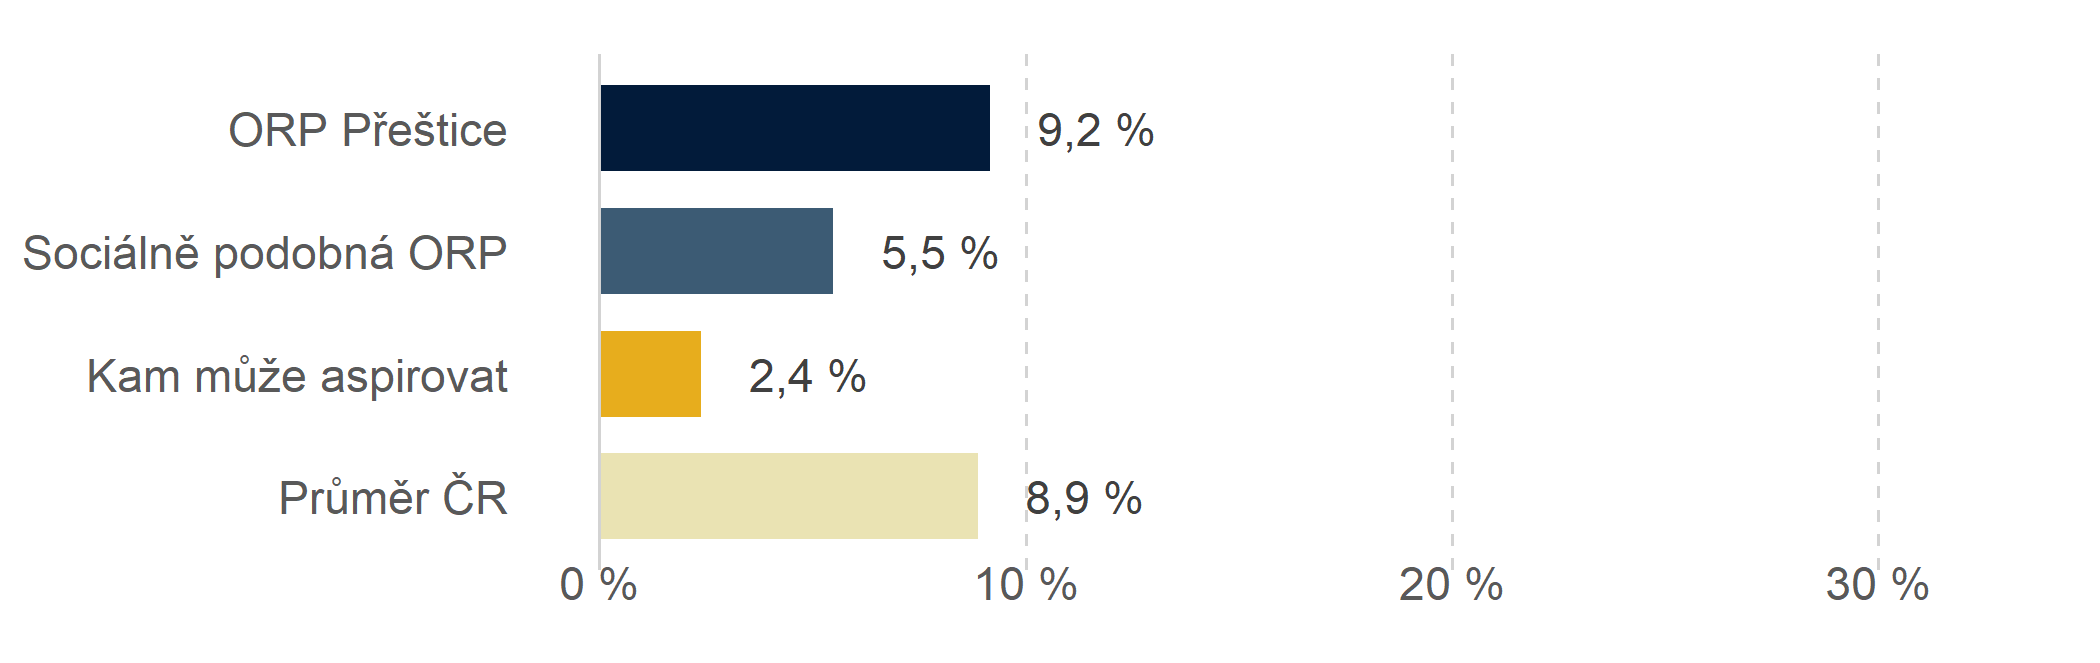 ORP Přeštice 9,2 %
Sociálně podobná ORP 5,5 %
Kam může aspirovat 2,4 %
Průměr ČR 8,9 %
0 % 10 % 20 % 30 %